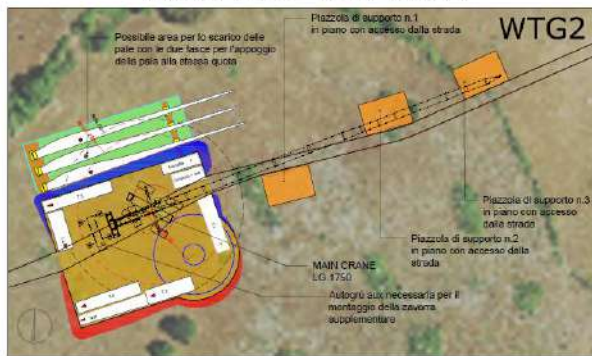 WTG2
Possibile area per lo scarico delle
pale con le due fasce per l'appoggio
della pala alla stessa quota
Piazzola di supporto n.1
in piano con accesso dalla strada
Piazzola di supporto n.3
in piano con accesso
dalla strada
Piazzola di supporto n.2
in piano con accesso dalla
strada
MAIN CRANE
LG 1750
Autogrù aux necessaria per il
montaggio della zavorra
supplementare